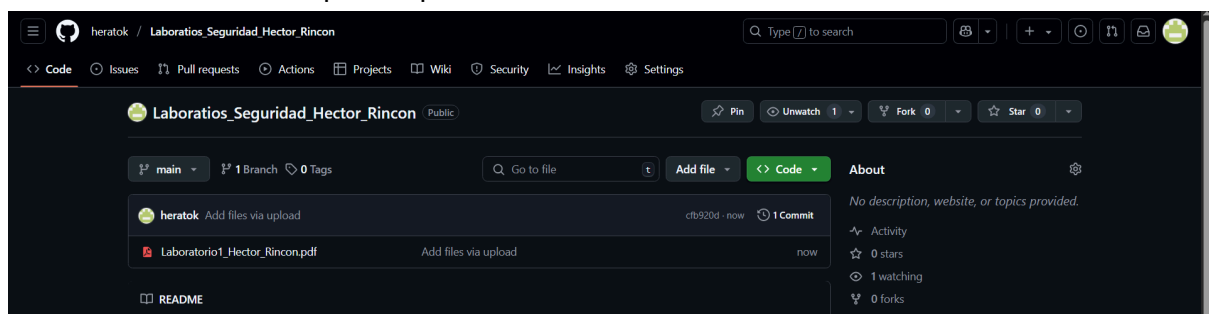 heratok / Laboratios_Seguridad_Hector_Rincon
Type / to search
<> Code Issues Pull requests Actions Projects Wiki Security Insights Settings
Laboratios_Seguridad_Hector_Rincon Public
Pin Unwatch 1 Fork 0 Star 0
main 1 Branch 0 Tags Go to file t Add file <> Code
About
heratok Add files via upload cfb920d · now 1 Commit
No description, website, or topics provided.
Laboratorio1_Hector_Rincon.pdf Add files via upload now
Activity
0 stars
1 watching
0 forks
README